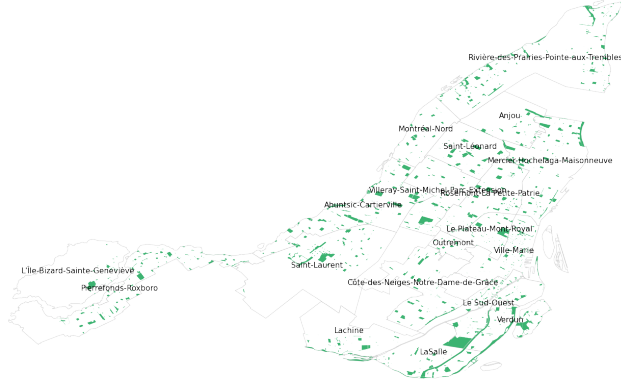 Rivière-des-Prairies-Pointe-aux-Trembles
Anjou
Montréal-Nord
Saint-Léonard
Mercier-Hochelaga-Maisonneuve
Villeray-Saint-Michel-Parc-Extension
Rosemont-La Petite-Patrie
Ahuntsic-Cartierville
Le Plateau-Mont-Royal
Outremont
Ville-Marie
Saint-Laurent
L'Île-Bizard-Sainte-Geneviève
Côte-des-Neiges-Notre-Dame-de-Grâce
Pierrefonds-Roxboro
Le Sud-Ouest
Verdun
Lachine
LaSalle